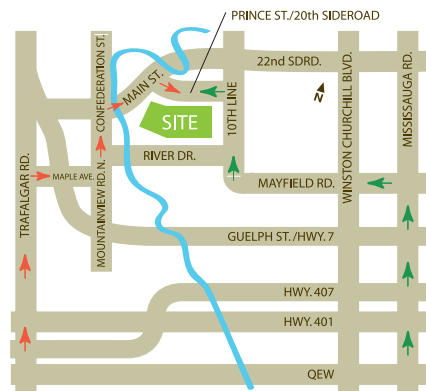 PRINCE ST./20th SIDEROAD
22nd SDRD.
CONFEDERATION ST.
MAIN ST.
N
10TH LINE
WINSTON CHURCHILL BLVD.
MISSISSAUGA RD.
SITE
RIVER DR.
TRAFALGAR RD.
MAPLE AVE.
MOUNTAINVIEW RD. N.
MAYFIELD RD.
GUELPH ST./HWY. 7
HWY. 407
HWY. 401
QEW